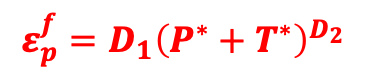 ε_p^f = D_1(P* + T*)^{D_2}